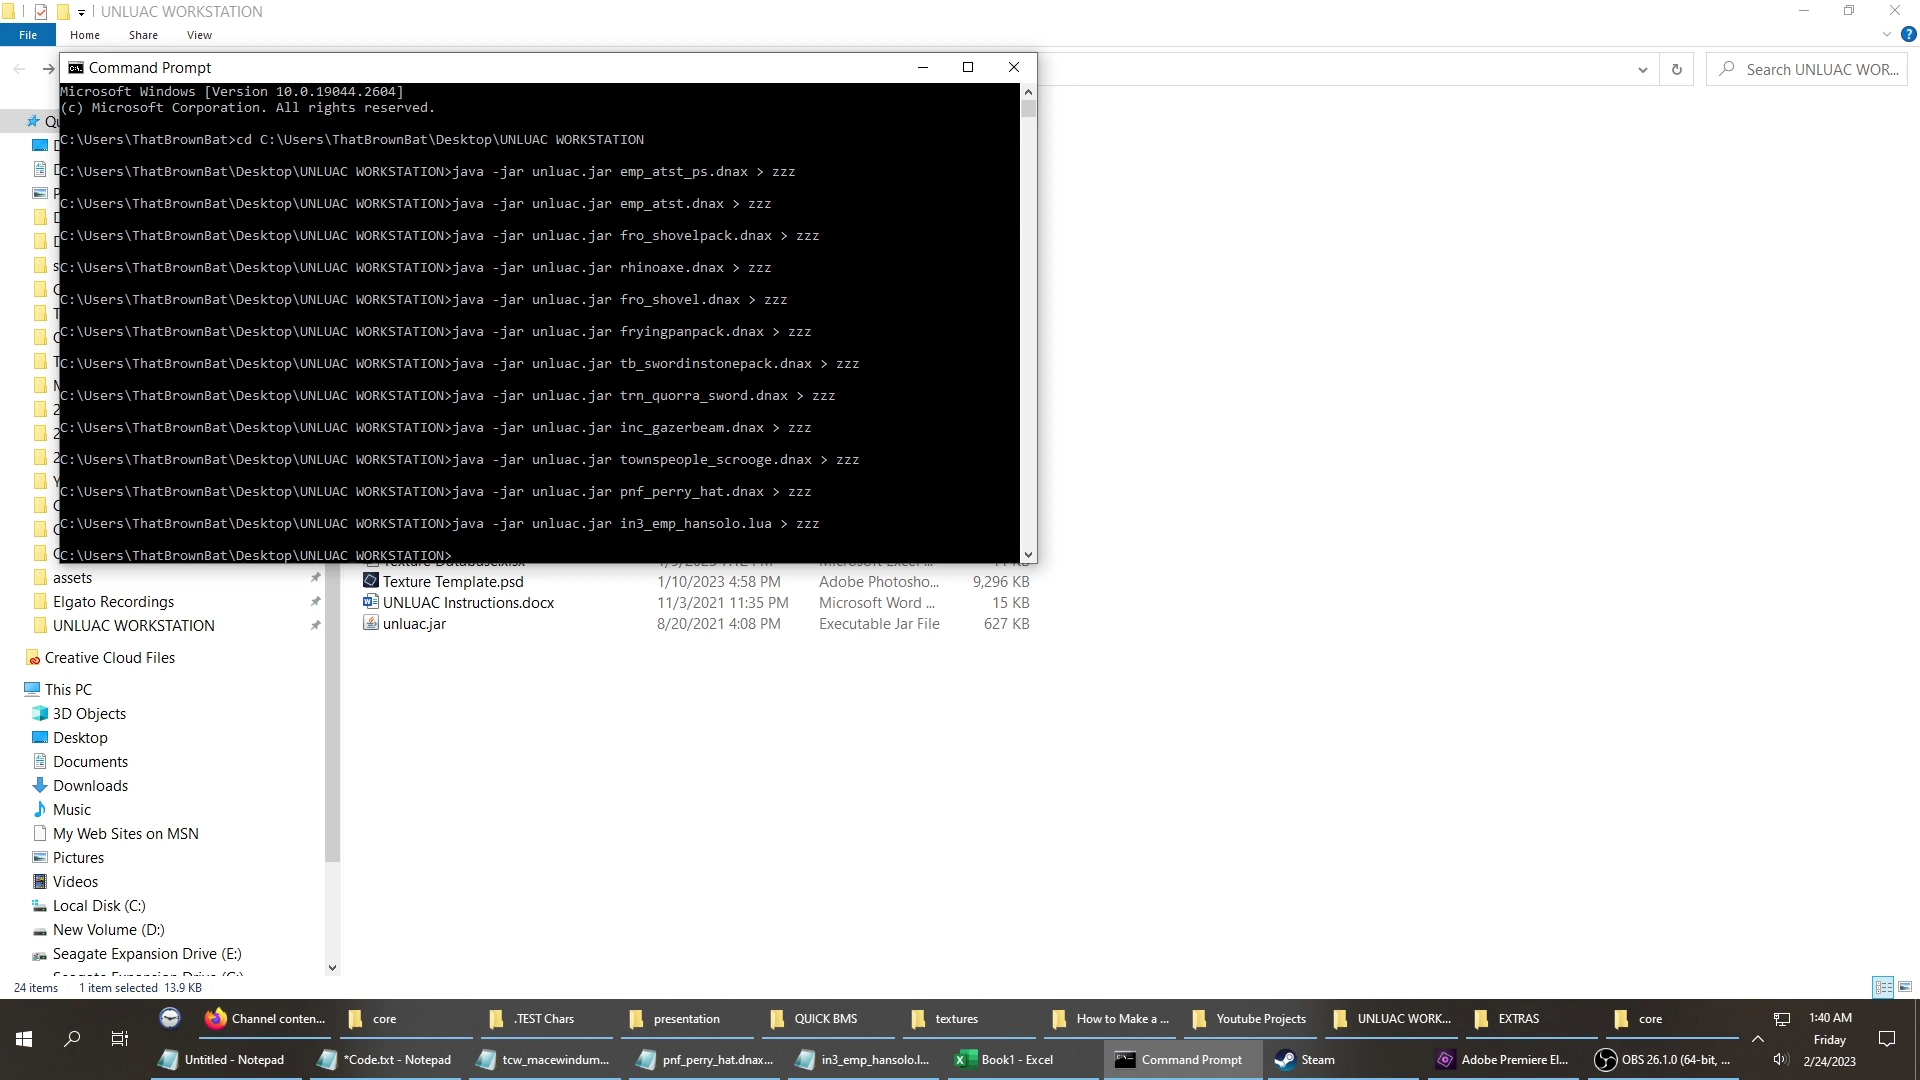 UNLUAC WORKSTATION
File Home Share View
Command Prompt
Search UNLUAC WOR...
Microsoft Windows [Version 10.0.19044.2604]
(c) Microsoft Corporation. All rights reserved.
C:\Users\ThatBrownBat>cd C:\Users\ThatBrownBat\Desktop\UNLUAC WORKSTATION
C:\Users\ThatBrownBat\Desktop\UNLUAC WORKSTATION>java -jar unluac.jar emp_atst_ps.dnax > zzz
C:\Users\ThatBrownBat\Desktop\UNLUAC WORKSTATION>java -jar unluac.jar emp_atst.dnax > zzz
C:\Users\ThatBrownBat\Desktop\UNLUAC WORKSTATION>java -jar unluac.jar fro_shovelpack.dnax > zzz
C:\Users\ThatBrownBat\Desktop\UNLUAC WORKSTATION>java -jar unluac.jar rhinoaxe.dnax > zzz
C:\Users\ThatBrownBat\Desktop\UNLUAC WORKSTATION>java -jar unluac.jar fro_shovel.dnax > zzz
C:\Users\ThatBrownBat\Desktop\UNLUAC WORKSTATION>java -jar unluac.jar fryingpanpack.dnax > zzz
C:\Users\ThatBrownBat\Desktop\UNLUAC WORKSTATION>java -jar unluac.jar tb_swordinstonepack.dnax > zzz
C:\Users\ThatBrownBat\Desktop\UNLUAC WORKSTATION>java -jar unluac.jar trn_quorra_sword.dnax > zzz
C:\Users\ThatBrownBat\Desktop\UNLUAC WORKSTATION>java -jar unluac.jar inc_gazerbeam.dnax > zzz
C:\Users\ThatBrownBat\Desktop\UNLUAC WORKSTATION>java -jar unluac.jar townspeople_scrooge.dnax > zzz
C:\Users\ThatBrownBat\Desktop\UNLUAC WORKSTATION>java -jar unluac.jar pnf_perry_hat.dnax > zzz
C:\Users\ThatBrownBat\Desktop\UNLUAC WORKSTATION>java -jar unluac.jar in3_emp_hansolo.lua > zzz
C:\Users\ThatBrownBat\Desktop\UNLUAC WORKSTATION>
Texture Template.psd 1/10/2023 4:58 PM Adobe Photosho... 9,296 KB
UNLUAC Instructions.docx 11/3/2021 11:35 PM Microsoft Word ... 15 KB
unluac.jar 8/20/2021 4:08 PM Executable Jar File 627 KB
assets
Elgato Recordings
UNLUAC WORKSTATION
Creative Cloud Files
This PC
3D Objects
Desktop
Documents
Downloads
Music
My Web Sites on MSN
Pictures
Videos
Local Disk (C:)
New Volume (D:)
Seagate Expansion Drive (E:)
24 items 1 item selected 13.9 KB
Channel conten... core .TEST Chars presentation QUICK BMS textures How to Make a ... Youtube Projects UNLUAC WORK... EXTRAS core 1:40 AM
Friday
Untitled - Notepad *Code.txt - Notepad tcw_macewindum... pnf_perry_hat.dnax... in3_emp_hansolo.l... Book1 - Excel Command Prompt Steam Adobe Premiere El... OBS 26.1.0 (64-bit, ... 2/24/2023